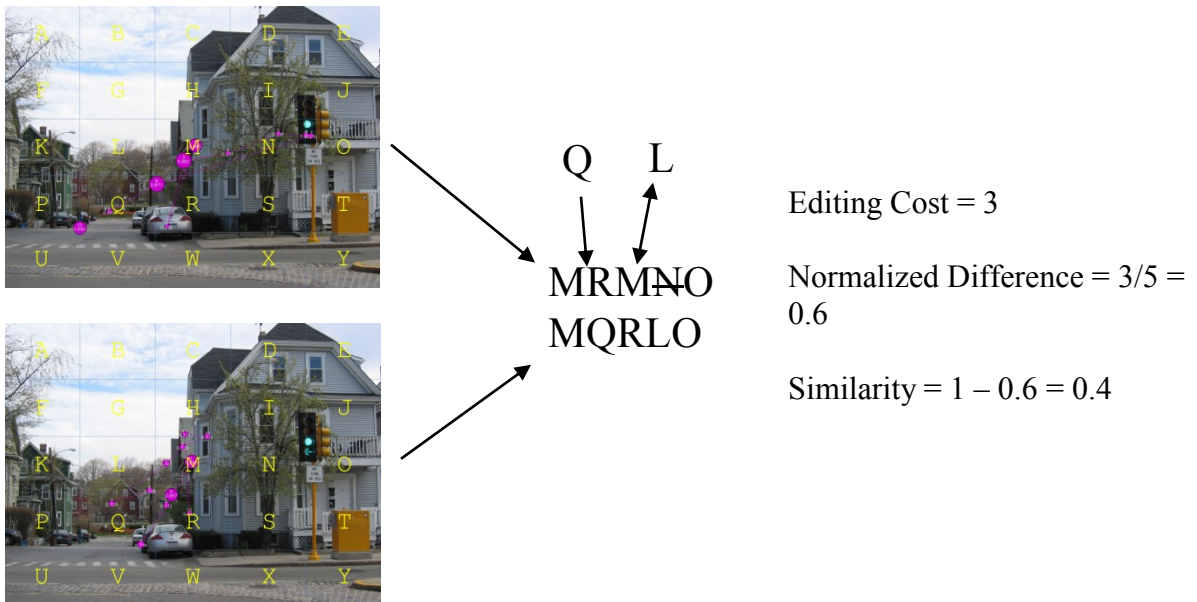 A B C D E
F G H I J
K L M N O
P Q R S T
U V W X Y
Q L
MRMNO
MQRLO
Editing Cost = 3
Normalized Difference = 3/5 =
0.6
Similarity = 1 – 0.6 = 0.4
A B C D E
F G H I J
K L M N O
P Q R S T
U V W X Y